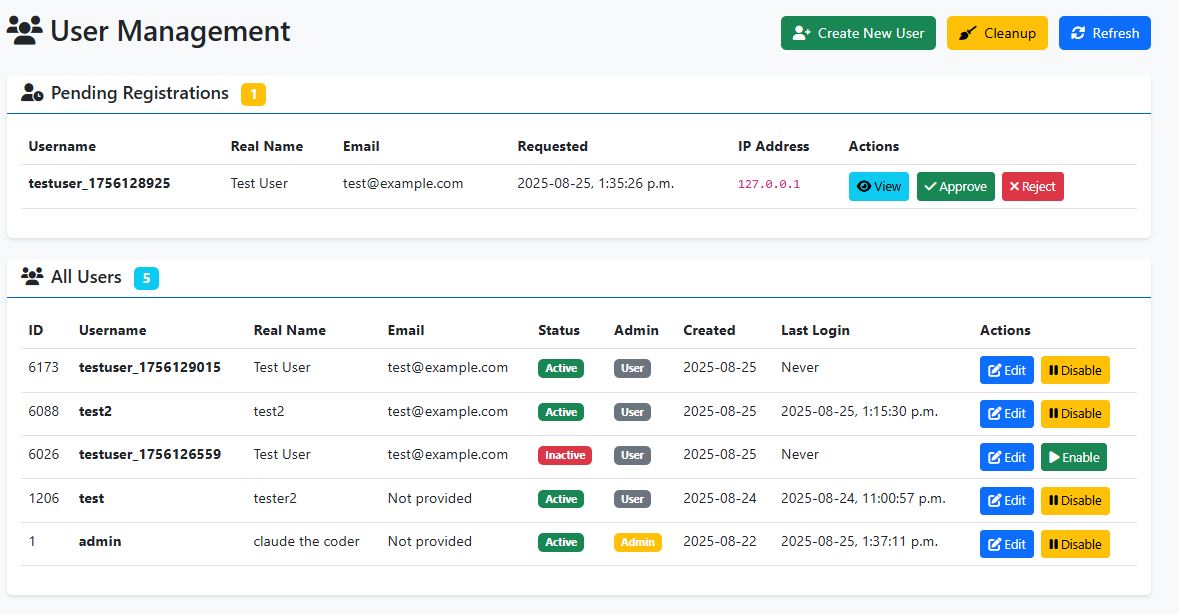 User Management Create New User Cleanup Refresh
Pending Registrations 1
Username Real Name Email Requested IP Address Actions
testuser_1756128925 Test User test@example.com 2025-08-25, 1:35:26 p.m. 127.0.0.1 View Approve Reject
All Users 5
ID Username Real Name Email Status Admin Created Last Login Actions
6173 testuser_1756129015 Test User test@example.com Active User 2025-08-25 Never Edit Disable
6088 test2 test2 test@example.com Active User 2025-08-25 2025-08-25, 1:15:30 p.m. Edit Disable
6026 testuser_1756126559 Test User test@example.com Inactive User 2025-08-25 Never Edit Enable
1206 test tester2 Not provided Active User 2025-08-24 2025-08-24, 11:00:57 p.m. Edit Disable
1 admin claude the coder Not provided Active Admin 2025-08-22 2025-08-25, 1:37:11 p.m. Edit Disable